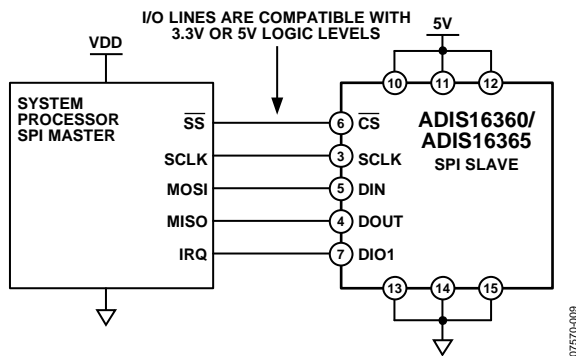 I/O LINES ARE COMPATIBLE WITH
3.3V OR 5V LOGIC LEVELS
VDD
5V
10 11 12
SYSTEM
PROCESSOR
SPI MASTER
ADIS16360/
ADIS16365
SPI SLAVE
SS 6 CS
SCLK 3 SCLK
MOSI 5 DIN
MISO 4 DOUT
IRQ 7 DIO1
13 14 15
07570-009